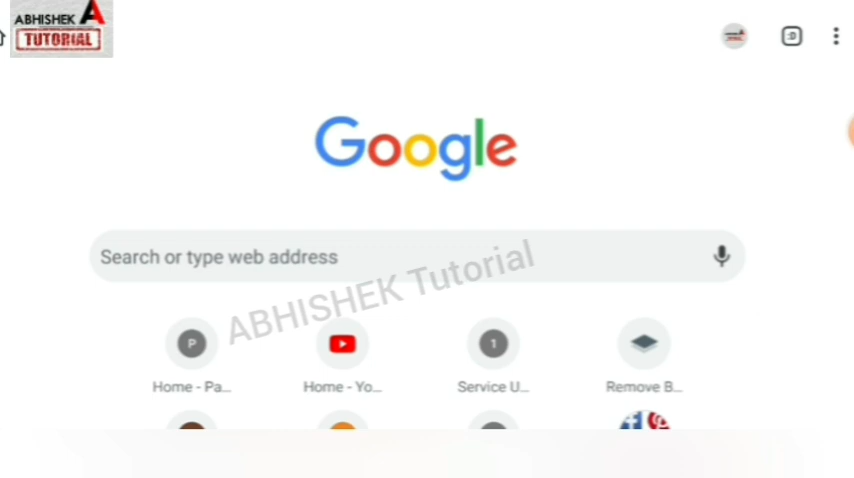 ABHISHEK A
TUTORIAL
:D
Google
Search or type web address
ABHISHEK Tutorial
P
1
Home - Pa...
Home - Yo...
Service U...
Remove B...